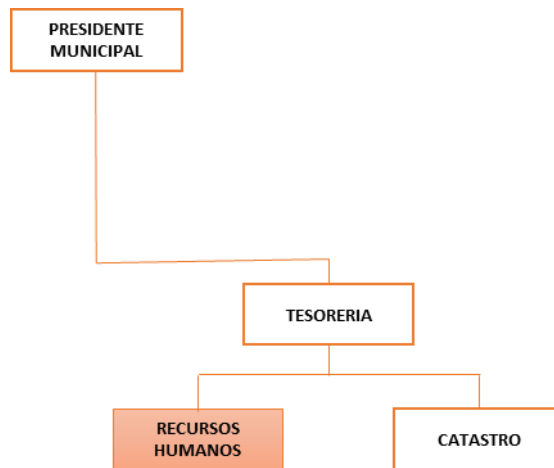 PRESIDENTE
MUNICIPAL
TESORERIA
RECURSOS
HUMANOS
CATASTRO